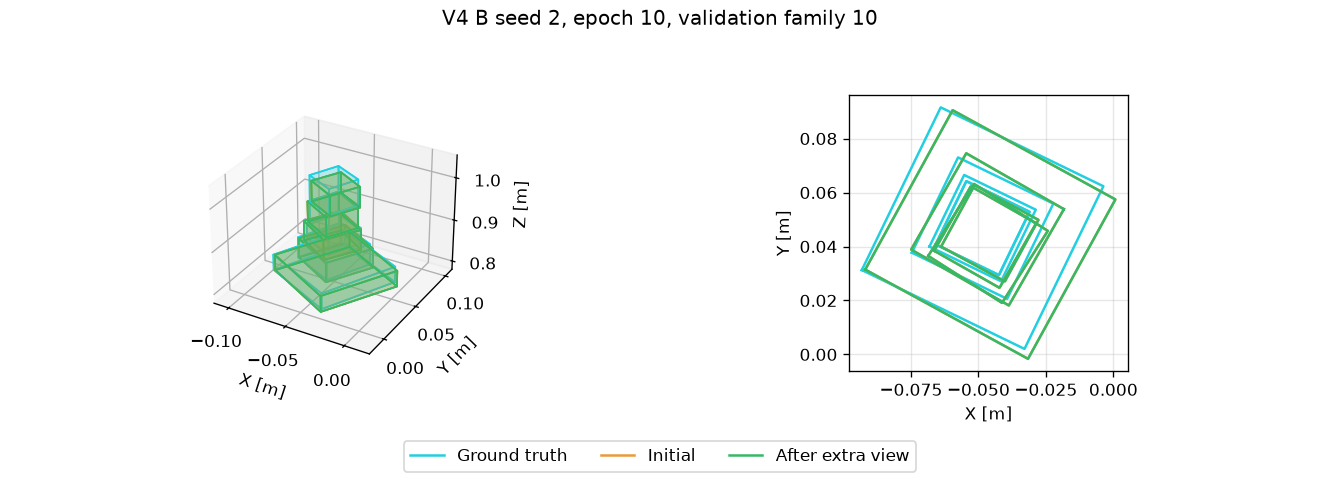 V4 B seed 2, epoch 10, validation family 10
1.0
0.9
0.8
Z [m]
0.10
0.05
0.00
Y [m]
−0.10
−0.05
0.00
X [m]
0.08
0.06
0.04
0.02
0.00
Y [m]
−0.075 −0.050 −0.025 0.000
X [m]
Ground truth Initial After extra view